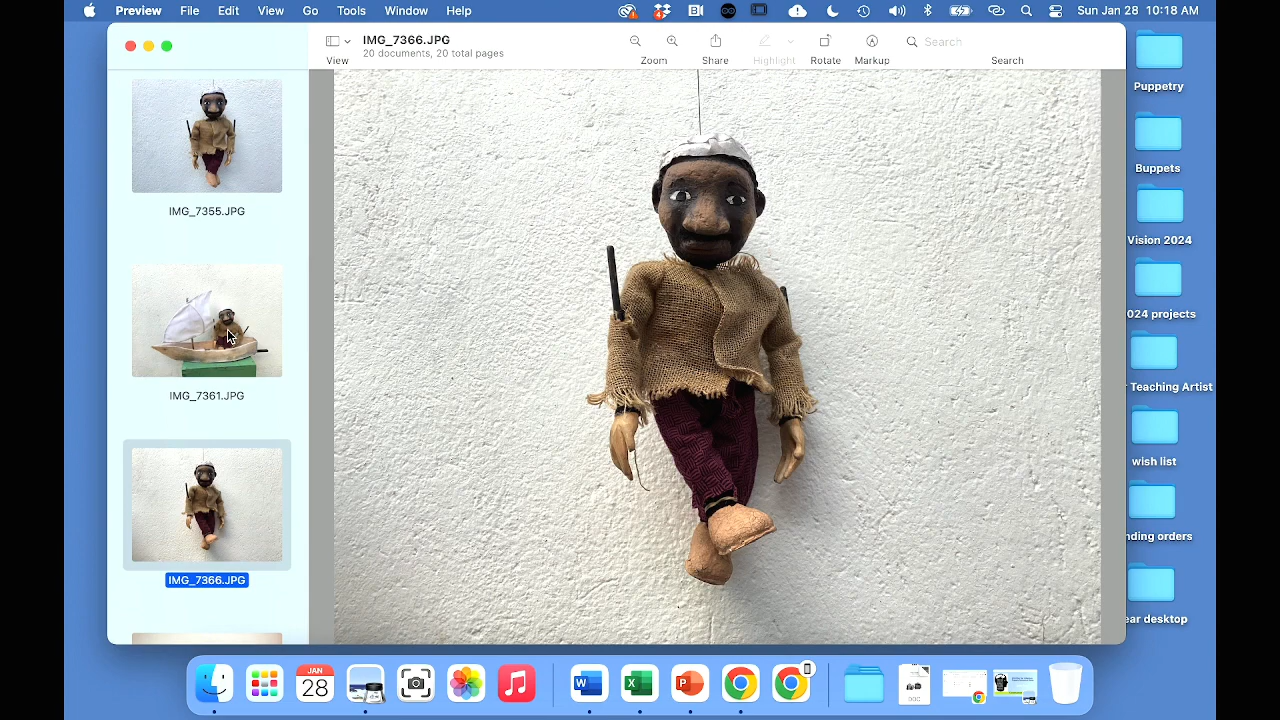 Preview File Edit View Go Tools Window Help
4
Sun Jan 28 10:18 AM
IMG_7366.JPG
20 documents, 20 total pages
Search
View
Zoom
Share
Highlight
Rotate
Markup
Search
IMG_7355.JPG
IMG_7361.JPG
IMG_7366.JPG
Puppetry
Buppets
Vision 2024
024 projects
Teaching Artist
wish list
nding orders
ear desktop
JAN
28
W
X
P
DOC